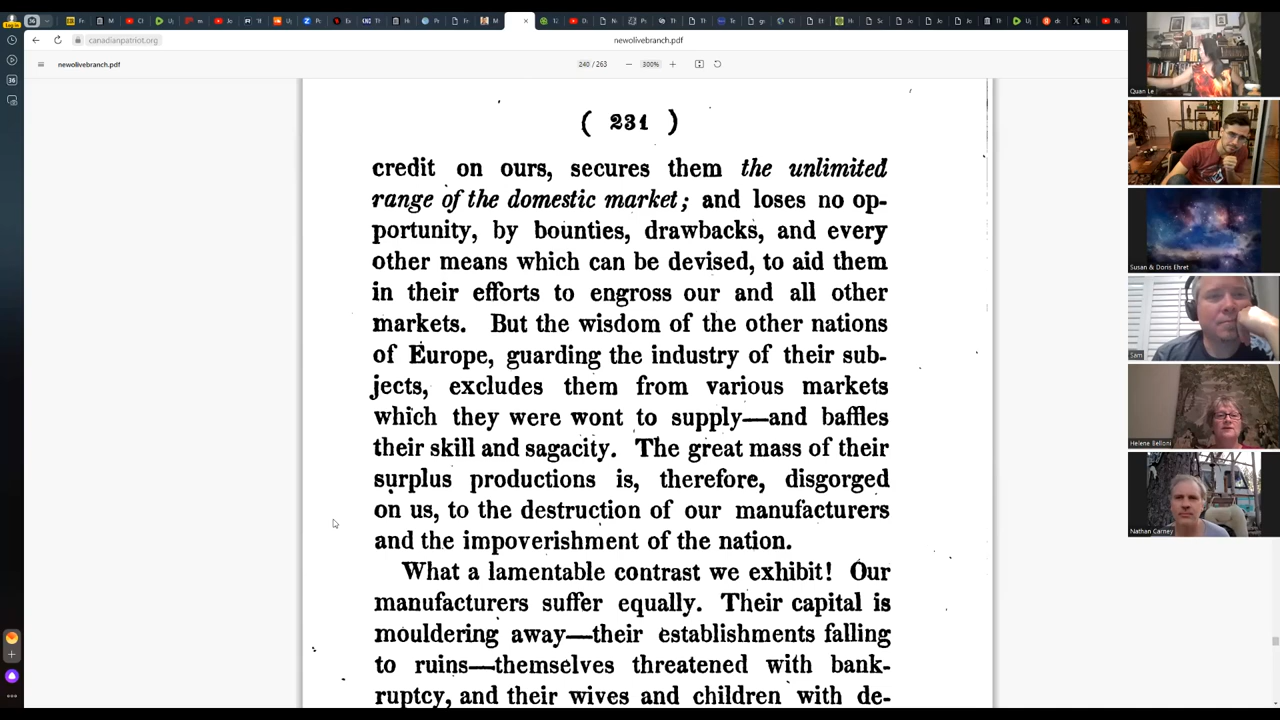 36
canadianpatriot.org
newolivebranch.pdf
newolivebranch.pdf
240 / 263
300%
( 231 )
credit on ours, secures them the unlimited
range of the domestic market; and loses no op-
portunity, by bounties, drawbacks, and every
other means which can be devised, to aid them
in their efforts to engross our and all other
markets. But the wisdom of the other nations
of Europe, guarding the industry of their sub-
jects, excludes them from various markets
which they were wont to supply—and baffles
their skill and sagacity. The great mass of their
surplus productions is, therefore, disgorged
on us, to the destruction of our manufacturers
and the impoverishment of the nation.
What a lamentable contrast we exhibit! Our
manufacturers suffer equally. Their capital is
mouldering away—their establishments falling
to ruins—themselves threatened with bank-
ruptcy, and their wives and children with de-
Quan Le
Susan & Doris Ehret
Sam
Helene Belloni
Nathan Carney